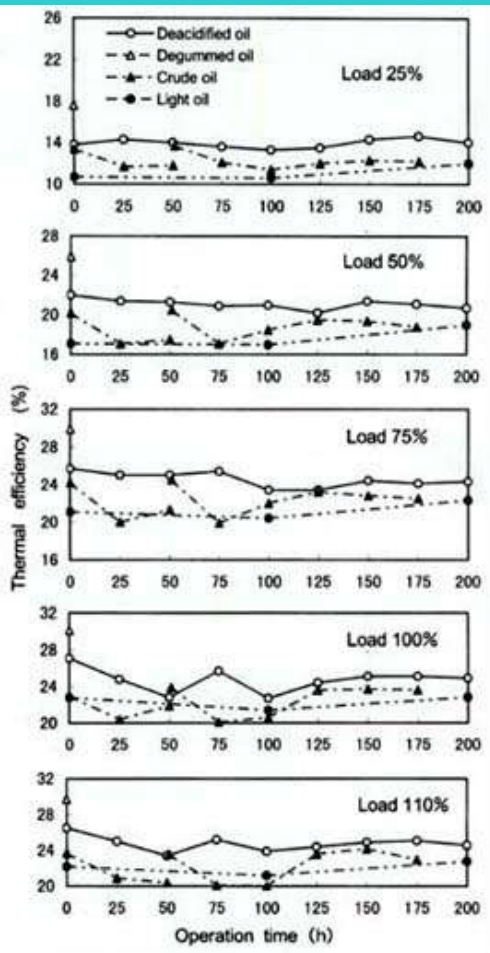 26
22
18
14
10
Deacidified oil
Degummed oil
Crude oil
Light oil
Load 25%
0 25 50 75 100 125 150 175 200
28
24
20
16
Load 50%
0 25 50 75 100 125 150 175 200
Thermal efficiency (%)
32
28
24
20
16
Load 75%
0 25 50 75 100 125 150 175 200
32
28
24
20
Load 100%
0 25 50 75 100 125 150 175 200
32
28
24
20
Load 110%
0 25 50 75 100 125 150 175 200
Operation time (h)